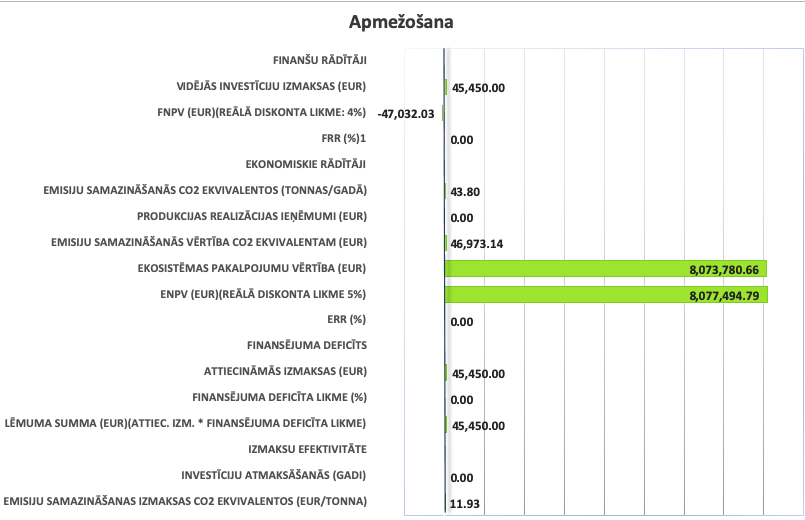 Apmežošana
FINANŠU RĀDĪTĀJI
VIDĒJĀS INVESTĪCIJU IZMAKSAS (EUR) 45,450.00
FNPV (EUR)(REĀLĀ DISKONTA LIKME: 4%) -47,032.03
FRR (%)1 0.00
EKONOMISKIE RĀDĪTĀJI
EMISIJU SAMAZINĀŠANĀS CO2 EKVIVALENTOS (TONNAS/GADĀ) 43.80
PRODUKCIJAS REALIZĀCIJAS IEŅĒMUMI (EUR) 0.00
EMISIJU SAMAZINĀŠANĀS VĒRTĪBA CO2 EKVIVALENTAM (EUR) 46,973.14
EKOSISTĒMAS PAKALPOJUMU VĒRTĪBA (EUR) 8,073,780.66
ENPV (EUR)(REĀLĀ DISKONTA LIKME 5%) 8,077,494.79
ERR (%) 0.00
FINANSĒJUMA DEFICĪTS
ATTIECINĀMĀS IZMAKSAS (EUR) 45,450.00
FINANSĒJUMA DEFICĪTA LIKME (%) 0.00
LĒMUMA SUMMA (EUR)(ATTIEC. IZM. * FINANSĒJUMA DEFICĪTA LIKME) 45,450.00
IZMAKSU EFEKTIVITĀTE
INVESTĪCIJU ATMAKSĀŠANĀS (GADI) 0.00
EMISIJU SAMAZINĀŠANAS IZMAKSAS CO2 EKVIVALENTOS (EUR/TONNA) 11.93